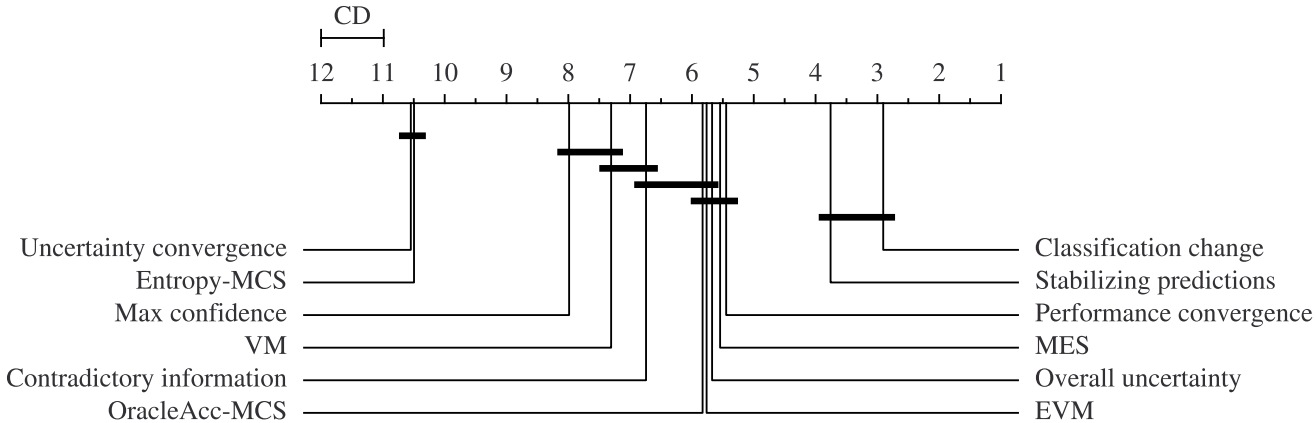 CD
12 11 10 9 8 7 6 5 4 3 2 1
Uncertainty convergence
Entropy-MCS
Max confidence
VM
Contradictory information
OracleAcc-MCS
Classification change
Stabilizing predictions
Performance convergence
MES
Overall uncertainty
EVM